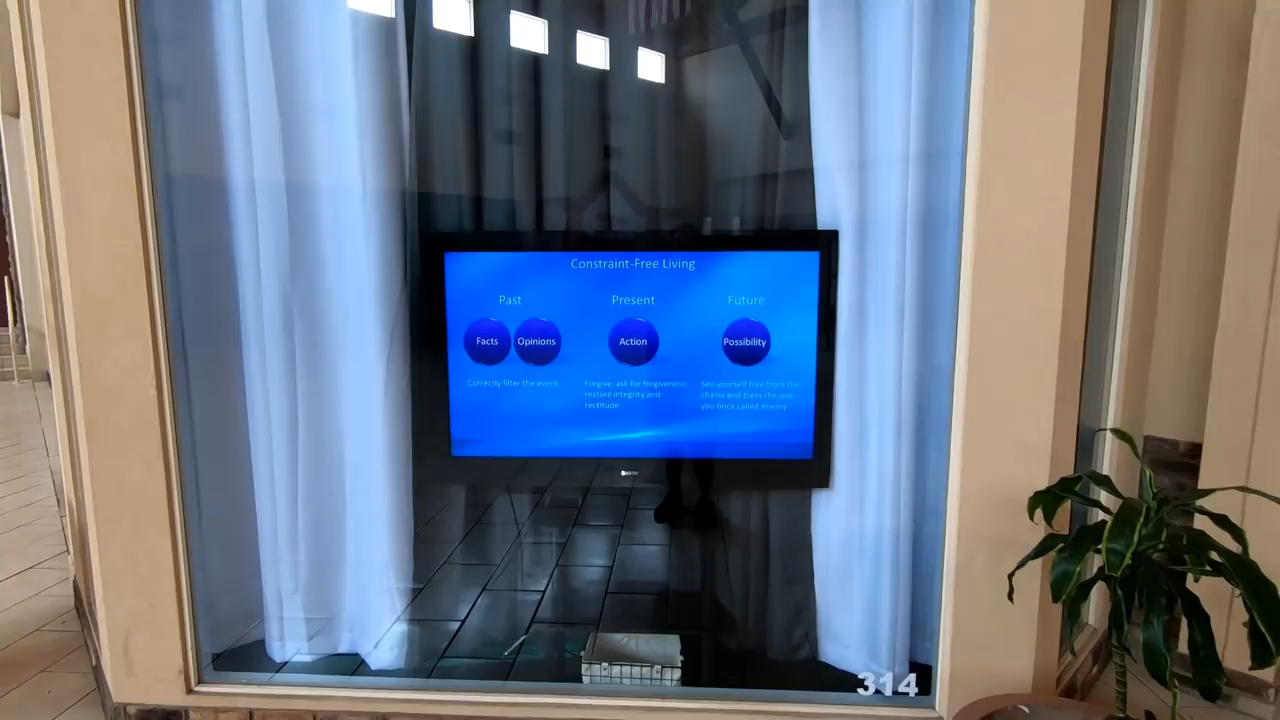 Constraint-Free Living
Past
Present
Future
Facts
Opinions
Action
Possibility
Correctly filter the event
Forgive, ask for forgiveness,
restore integrity and
rectitude
See yourself free from the
chains and bless the one
you once called enemy
314